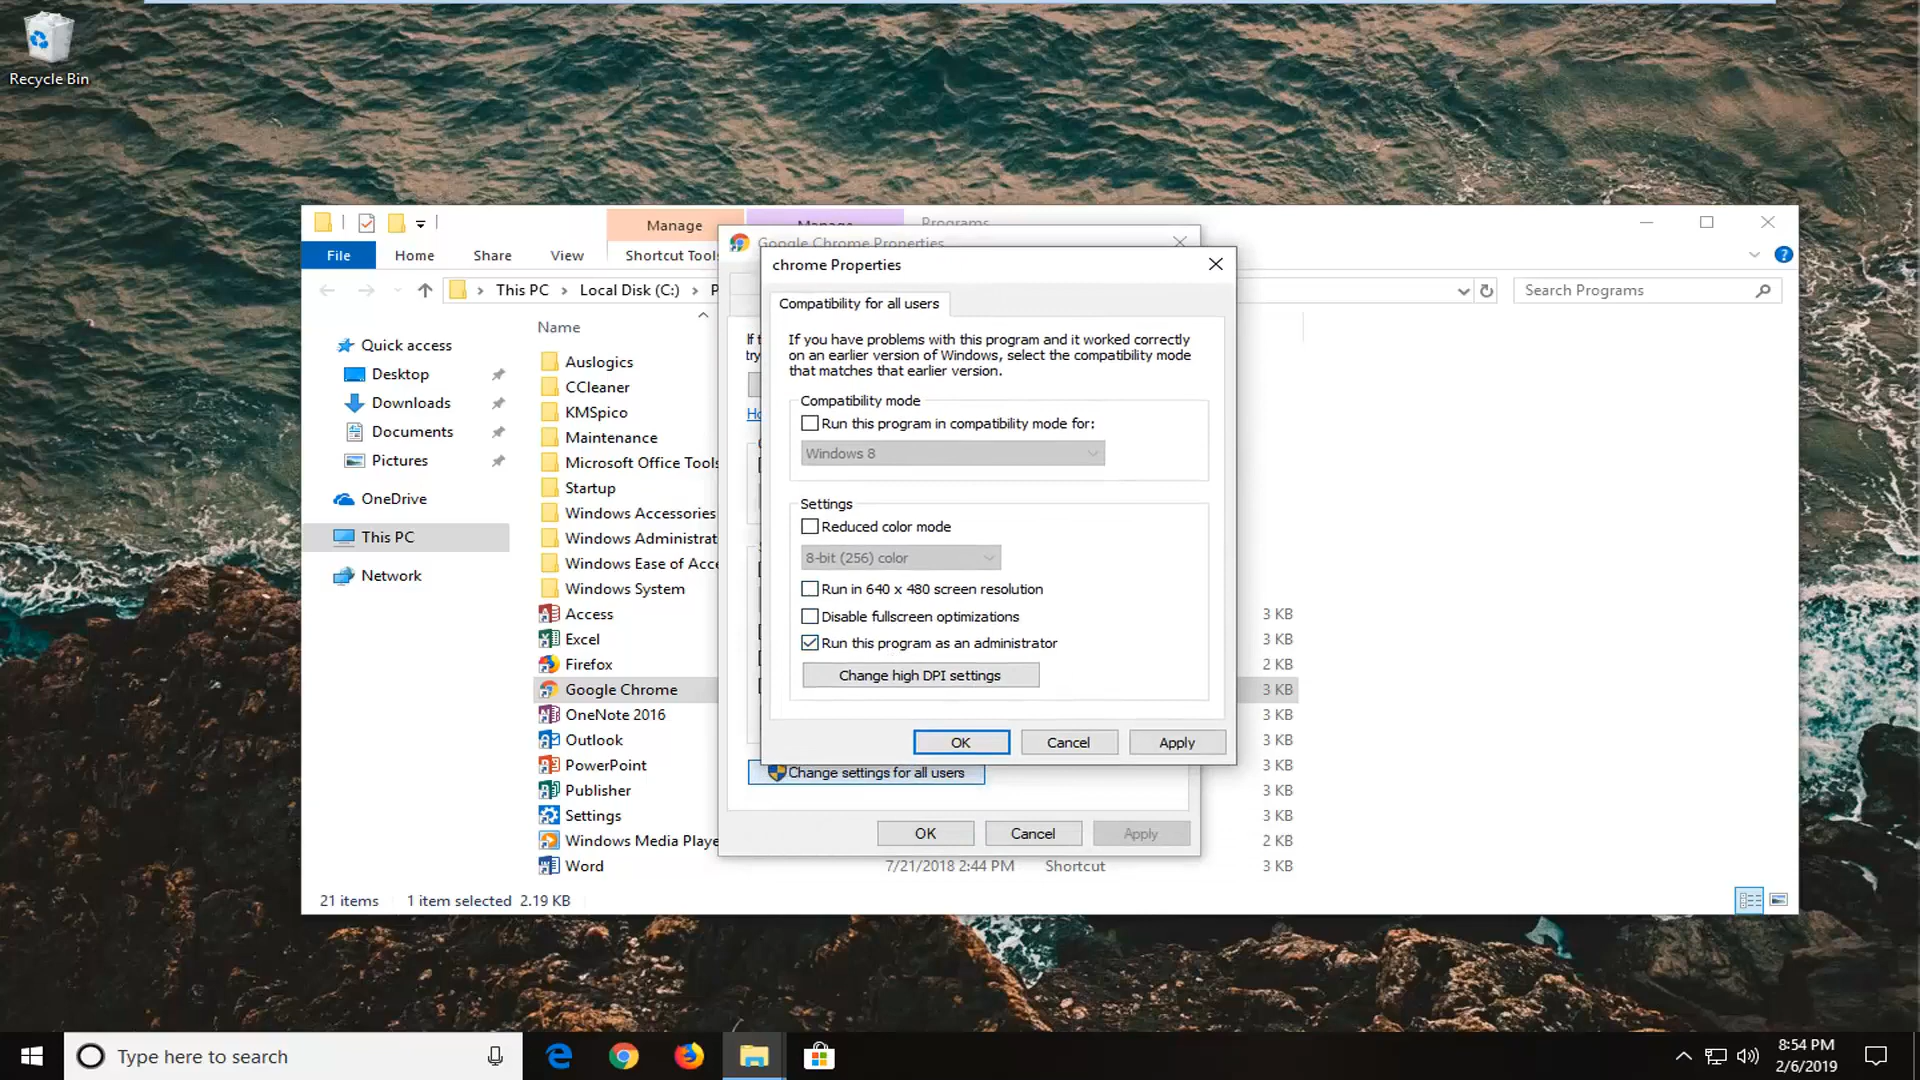 Recycle Bin
Manage
Manage
Programs
File
Home
Share
View
Shortcut Tools
This PC
Local Disk (C:)
P
Search Programs
Google Chrome Properties
Quick access
Desktop
Downloads
Documents
Pictures
OneDrive
This PC
Network
Name
Auslogics
CCleaner
KMSpico
Maintenance
Microsoft Office Tools
Startup
Windows Accessories
Windows Administrat
Windows Ease of Acce
Windows System
Access
3 KB
Excel
3 KB
Firefox
2 KB
Google Chrome
3 KB
OneNote 2016
3 KB
Outlook
3 KB
PowerPoint
3 KB
Publisher
3 KB
Settings
3 KB
Windows Media Playe
2 KB
Word
7/21/2018 2:44 PM
Shortcut
3 KB
21 items
1 item selected 2.19 KB
If t
try
Ho
chrome Properties
Compatibility for all users
If you have problems with this program and it worked correctly
on an earlier version of Windows, select the compatibility mode
that matches that earlier version.
Compatibility mode
Run this program in compatibility mode for:
Windows 8
Settings
Reduced color mode
8-bit (256) color
Run in 640 x 480 screen resolution
Disable fullscreen optimizations
Run this program as an administrator
Change high DPI settings
OK
Cancel
Apply
Change settings for all users
OK
Cancel
Apply
Type here to search
8:54 PM
2/6/2019